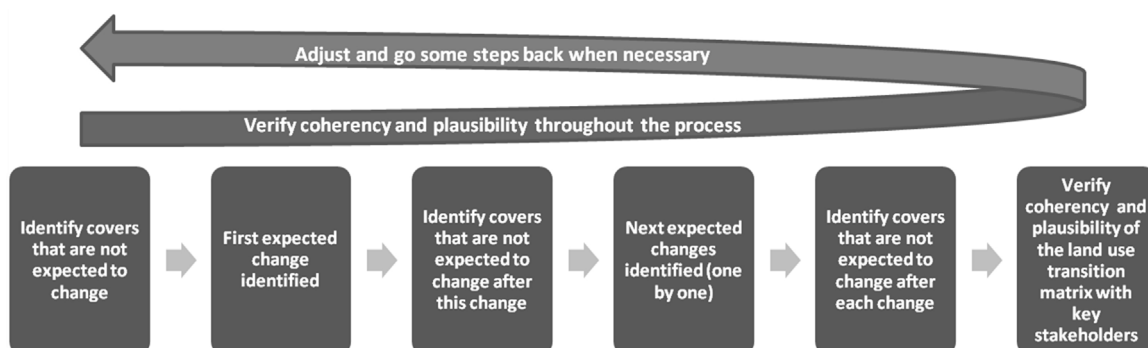 Adjust and go some steps back when necessary
Verify coherency and plausibility throughout the process
Identify covers
that are not
expected to
change
First expected
change
identified
Identify covers
that are not
expected to
change after
this change
Next expected
changes
identified (one
by one)
Identify covers
that are not
expected to
change after
each change
Verify
coherency and
plausibility of
the land use
transition
matrix with
key
stakeholders